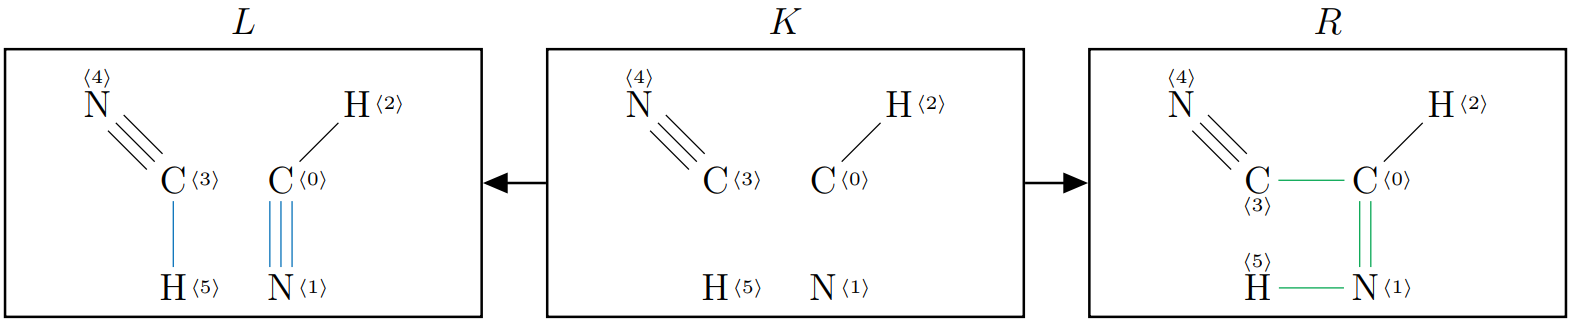 L K R
⟨4⟩ ⟨4⟩ ⟨4⟩
N H⟨2⟩ N H⟨2⟩ N H⟨2⟩
C⟨3⟩ C⟨0⟩ C⟨3⟩ C⟨0⟩ C C⟨0⟩
⟨3⟩
⟨5⟩
H⟨5⟩ N⟨1⟩ H⟨5⟩ N⟨1⟩ H N⟨1⟩